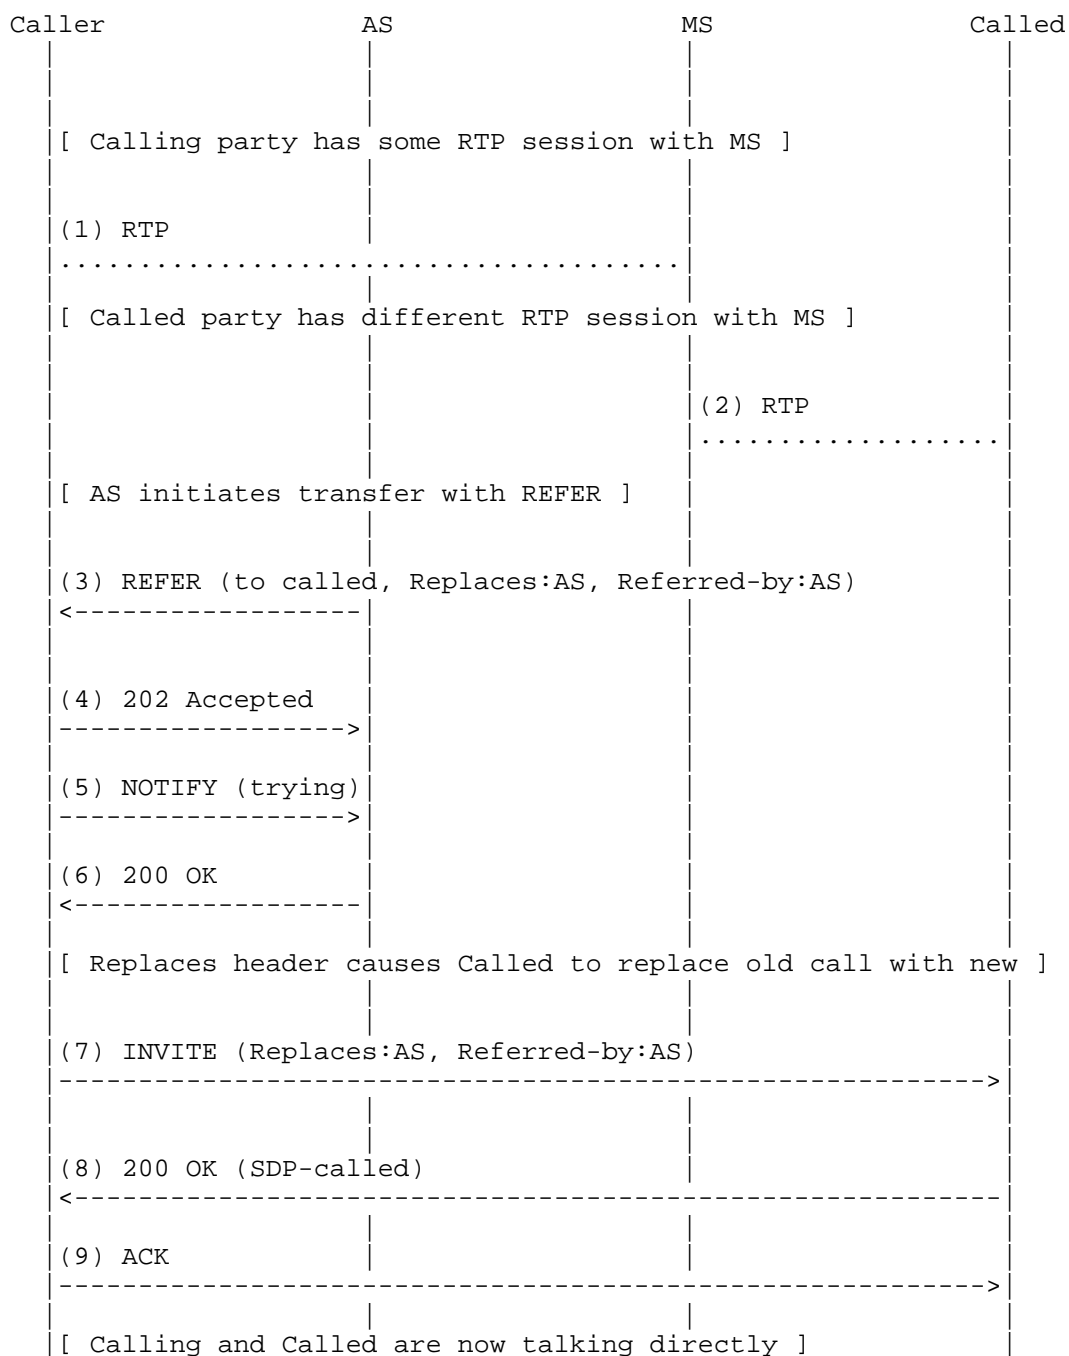 Caller AS MS Called
[ Calling party has some RTP session with MS ]
(1) RTP
.......................................
[ Called party has different RTP session with MS ]
(2) RTP
...................
[ AS initiates transfer with REFER ]
(3) REFER (to called, Replaces:AS, Referred-by:AS)
<------------------
(4) 202 Accepted
------------------>
(5) NOTIFY (trying)
------------------>
(6) 200 OK
<------------------
[ Replaces header causes Called to replace old call with new ]
(7) INVITE (Replaces:AS, Referred-by:AS)
---------------------------------------------------------->
(8) 200 OK (SDP-called)
<----------------------------------------------------------
(9) ACK
---------------------------------------------------------->
[ Calling and Called are now talking directly ]